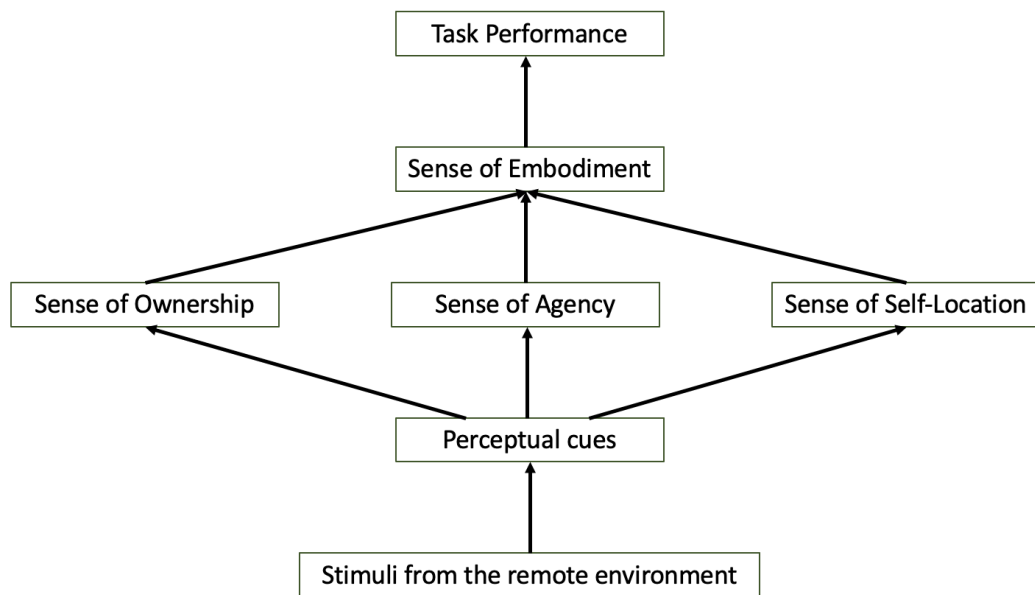 Task Performance
Sense of Embodiment
Sense of Ownership
Sense of Agency
Sense of Self-Location
Perceptual cues
Stimuli from the remote environment